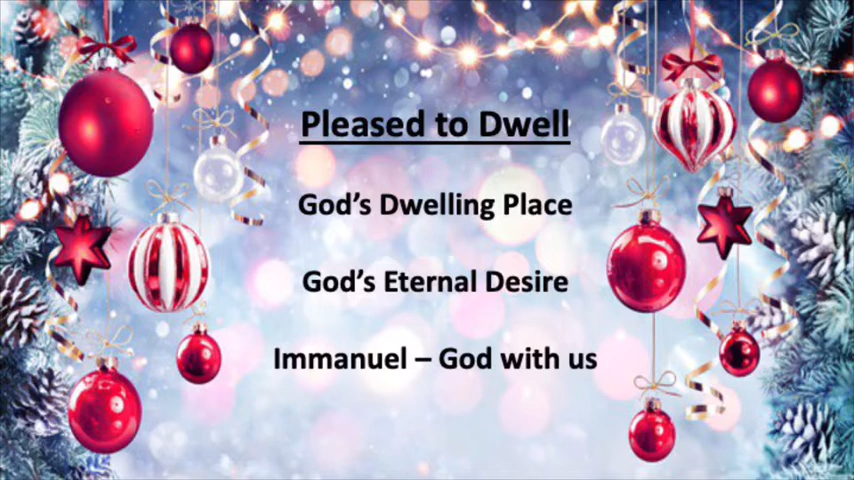 Pleased to Dwell
God’s Dwelling Place
God’s Eternal Desire
Immanuel – God with us